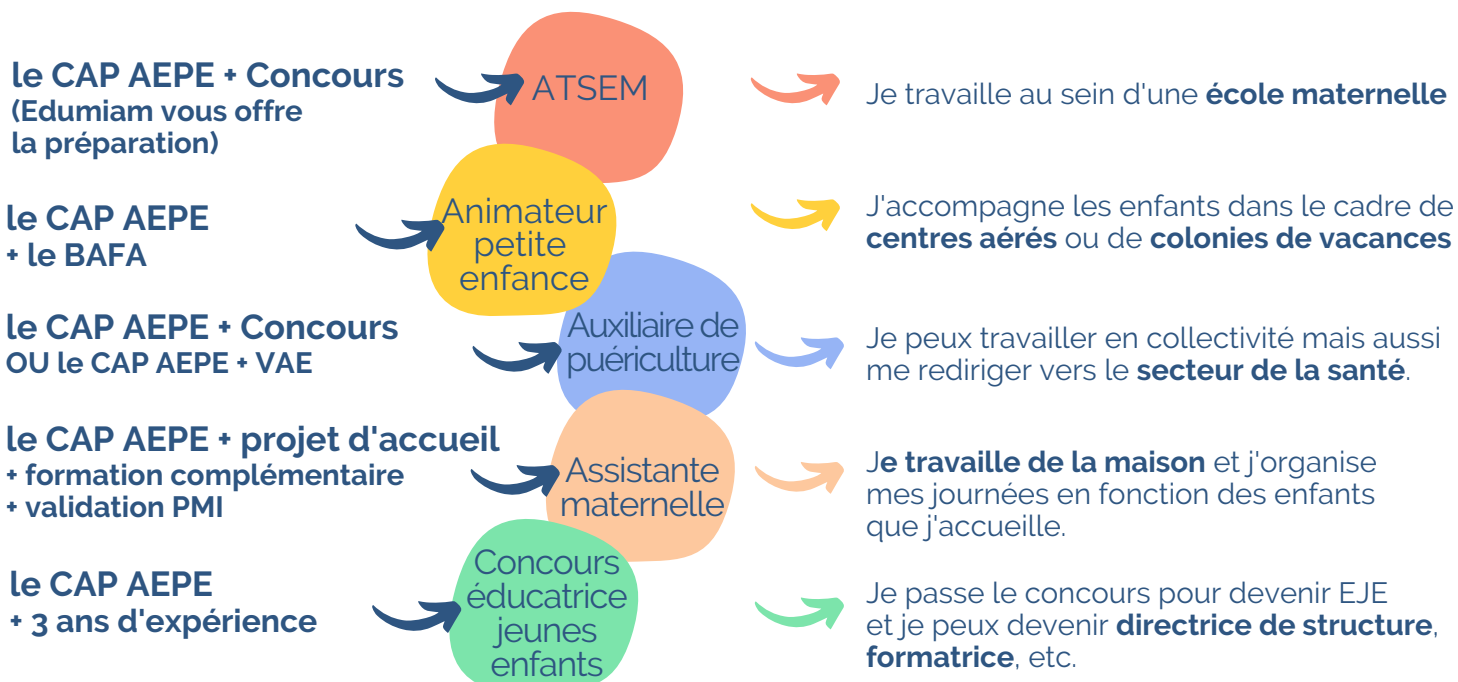 le CAP AEPE + Concours
(Edumiam vous offre
la préparation)
ATSEM
Je travaille au sein d'une école maternelle
le CAP AEPE
+ le BAFA
Animateur
petite
enfance
J'accompagne les enfants dans le cadre de
centres aérés ou de colonies de vacances
le CAP AEPE + Concours
OU le CAP AEPE + VAE
Auxiliaire de
puériculture
Je peux travailler en collectivité mais aussi
me rediriger vers le secteur de la santé.
le CAP AEPE + projet d'accueil
+ formation complémentaire
+ validation PMI
Assistante
maternelle
Je travaille de la maison et j'organise
mes journées en fonction des enfants
que j'accueille.
le CAP AEPE
+ 3 ans d'expérience
Concours
éducatrice
jeunes
enfants
Je passe le concours pour devenir EJE
et je peux devenir directrice de structure,
formatrice, etc.